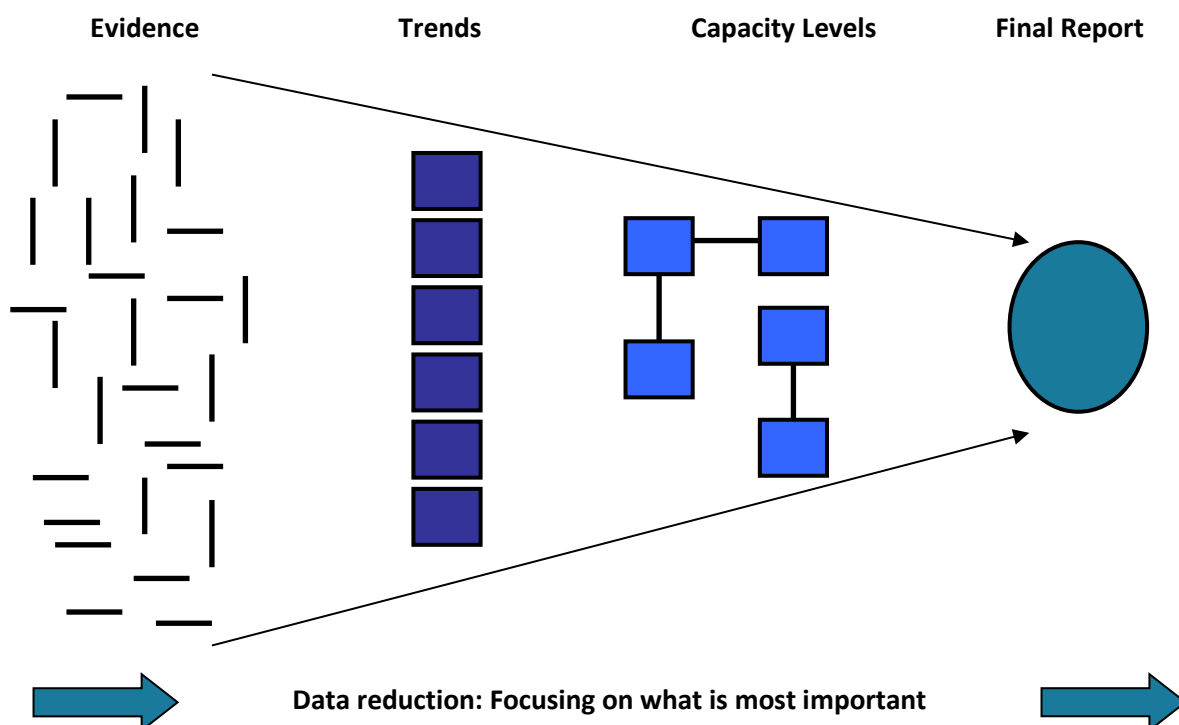 Evidence Trends Capacity Levels Final Report
Data reduction: Focusing on what is most important